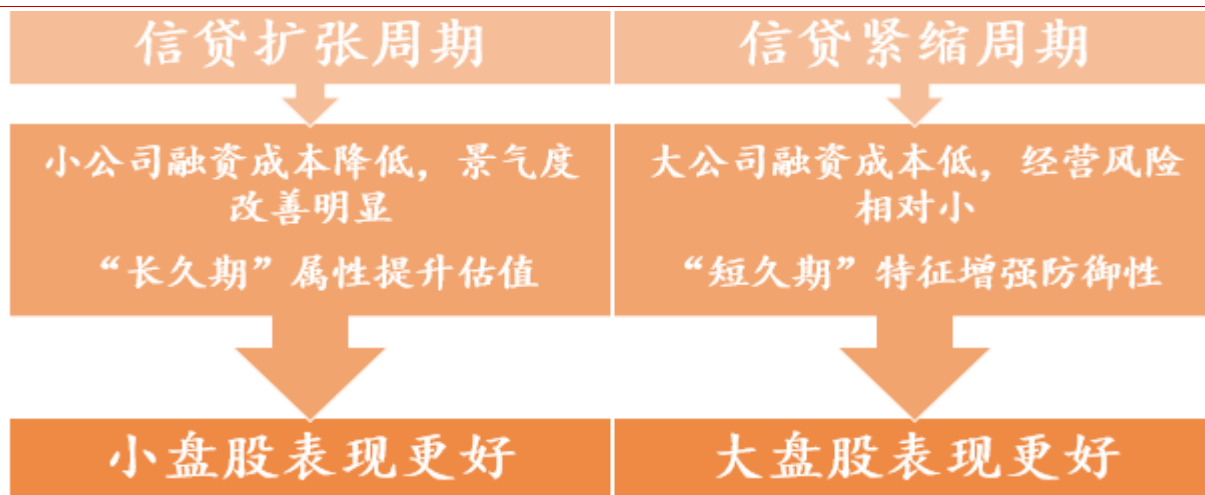 信贷扩张周期
小公司融资成本降低，景气度
改善明显
“长久期”属性提升估值
小盘股表现更好
信贷紧缩周期
大公司融资成本低，经营风险
相对小
“短久期”特征增强防御性
大盘股表现更好